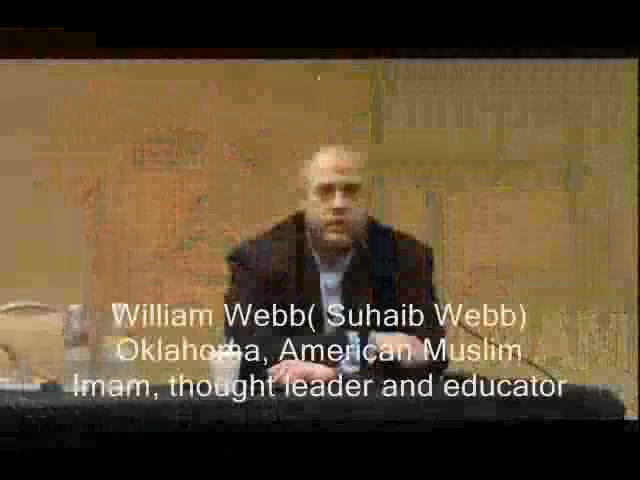 William Webb( Suhaib Webb)
Oklahoma, American Muslim
Imam, thought leader and educator